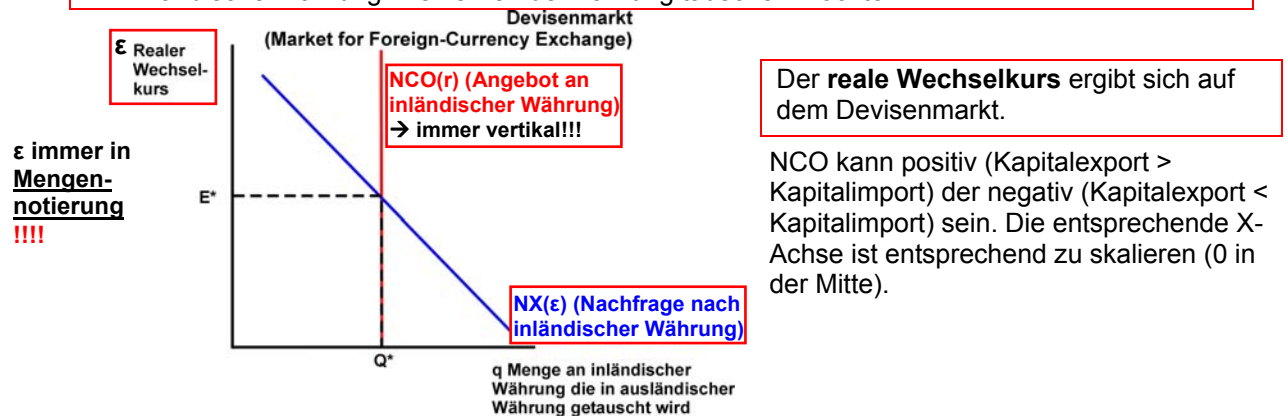 Devisenmarkt
(Market for Foreign-Currency Exchange)
ε Realer
Wechsel-
kurs
NCO(r) (Angebot an
inländischer Währung)
→ immer vertikal!!!
ε immer in
Mengen-
notierung
!!!!
E*
NX(ε) (Nachfrage nach
inländischer Währung)
Q*
q Menge an inländischer
Währung die in ausländischer
Währung getauscht wird
Der reale Wechselkurs ergibt sich auf
dem Devisenmarkt.
NCO kann positiv (Kapitalexport >
Kapitalimport) der negativ (Kapitalexport <
Kapitalimport) sein. Die entsprechende X-
Achse ist entsprechend zu skalieren (0 in
der Mitte).